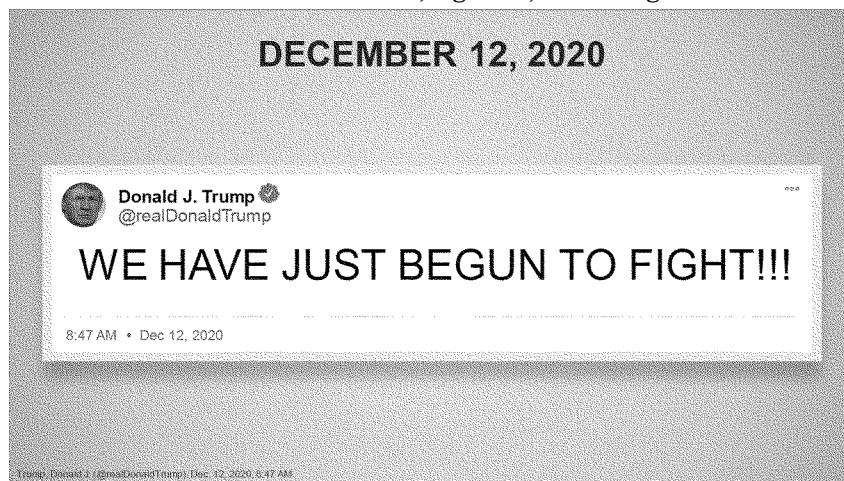 DECEMBER 12, 2020
Donald J. Trump
@realDonaldTrump
WE HAVE JUST BEGUN TO FIGHT!!!
8:47 AM • Dec 12, 2020
Trump, Donald J. (@realDonaldTrump), Dec. 12, 2020, 8:47 AM